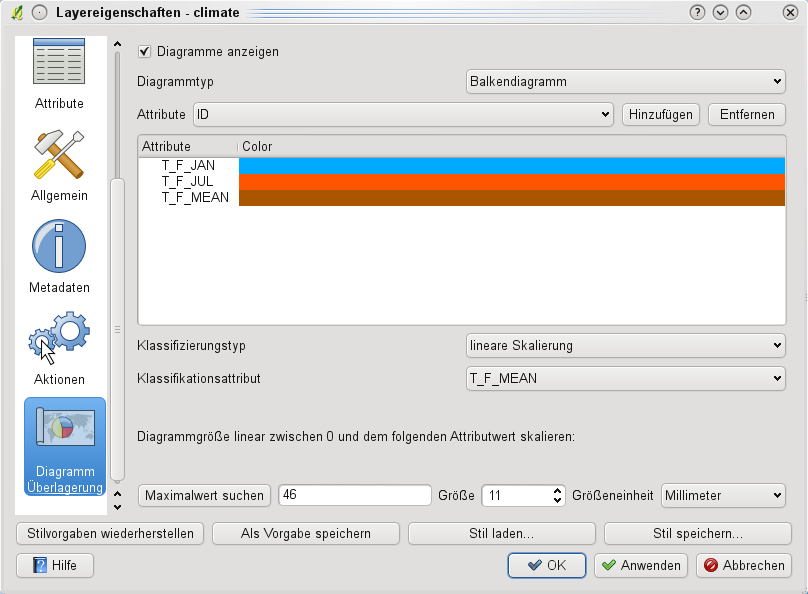 Layereigenschaften - climate
Attribute
Allgemein
Metadaten
Aktionen
Diagramm
Überlagerung
Diagramme anzeigen
Diagrammtyp
Balkendiagramm
Attribute
ID
Hinzufügen
Entfernen
Attribute
Color
T_F_JAN
T_F_JUL
T_F_MEAN
Klassifizierungstyp
lineare Skalierung
Klassifikationsattribut
T_F_MEAN
Diagrammgröße linear zwischen 0 und dem folgenden Attributwert skalieren:
Maximalwert suchen
46
Größe
11
Größeneinheit
Millimeter
Stilvorgaben wiederherstellen
Als Vorgabe speichern
Stil laden...
Stil speichern...
Hilfe
OK
Anwenden
Abbrechen